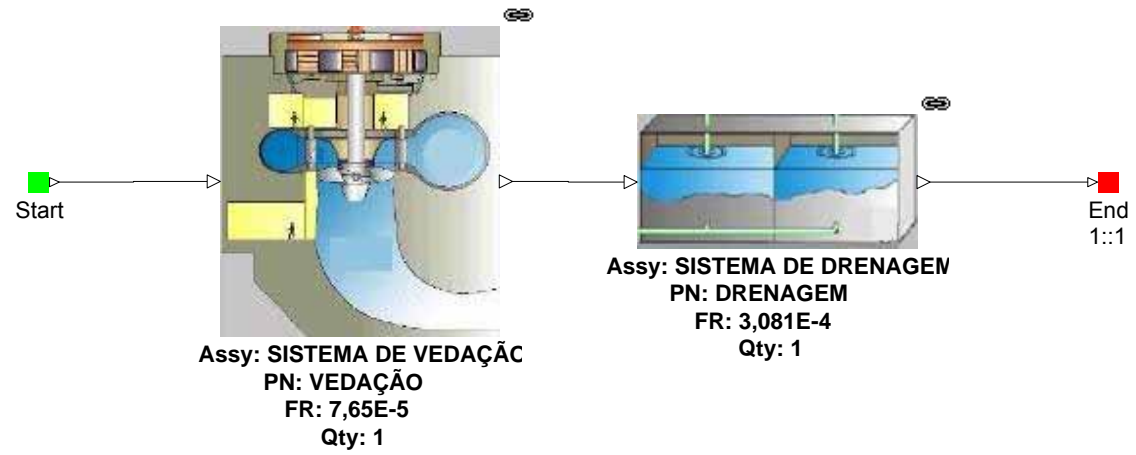 Start
Assy: SISTEMA DE VEDAÇÃO
PN: VEDAÇÃO
FR: 7,65E-5
Qty: 1
Assy: SISTEMA DE DRENAGEM
PN: DRENAGEM
FR: 3,081E-4
Qty: 1
End
1::1